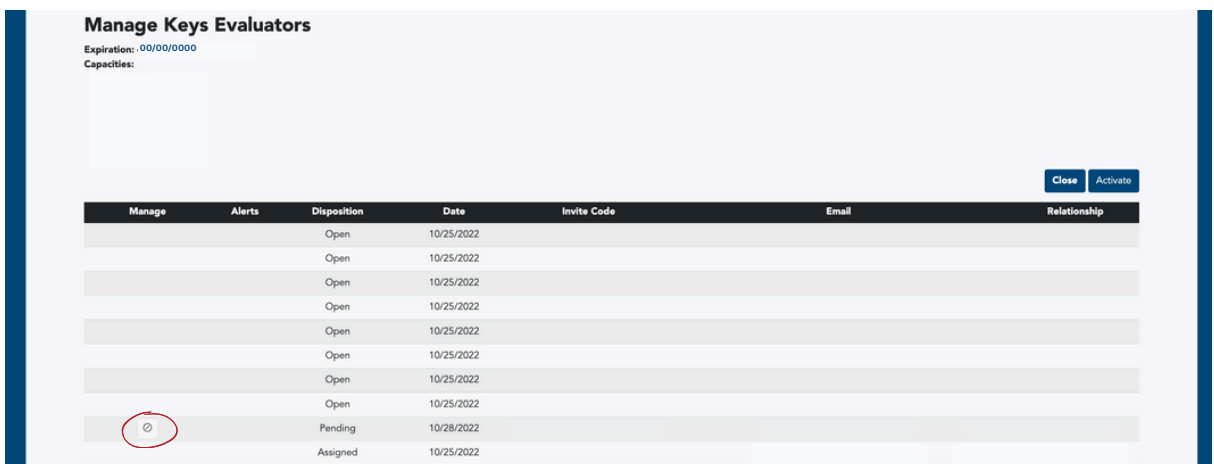 Manage Keys Evaluators
Expiration: 00/00/0000
Capacities:
Close Activate
Manage Alerts Disposition Date Invite Code Email Relationship
Open 10/25/2022
Open 10/25/2022
Open 10/25/2022
Open 10/25/2022
Open 10/25/2022
Open 10/25/2022
Open 10/25/2022
Open 10/25/2022
Pending 10/28/2022
Assigned 10/25/2022